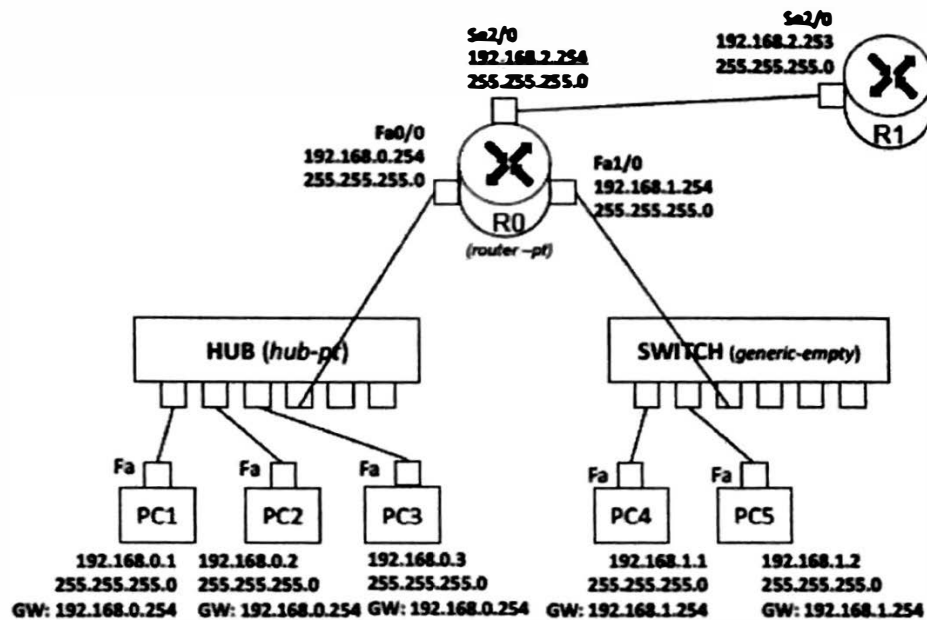 Se2/0
192.168.2.254
255.255.255.0
Se2/0
192.168.2.253
255.255.255.0
R1
Fa0/0
192.168.0.254
255.255.255.0
Fa1/0
192.168.1.254
255.255.255.0
R0
(router –pt)
HUB (hub-pt)
SWITCH (generic-empty)
Fa
Fa
Fa
Fa
Fa
PC1
PC2
PC3
PC4
PC5
192.168.0.1
255.255.255.0
GW: 192.168.0.254
192.168.0.2
255.255.255.0
GW: 192.168.0.254
192.168.0.3
255.255.255.0
GW: 192.168.0.254
192.168.1.1
255.255.255.0
GW: 192.168.1.254
192.168.1.2
255.255.255.0
GW: 192.168.1.254